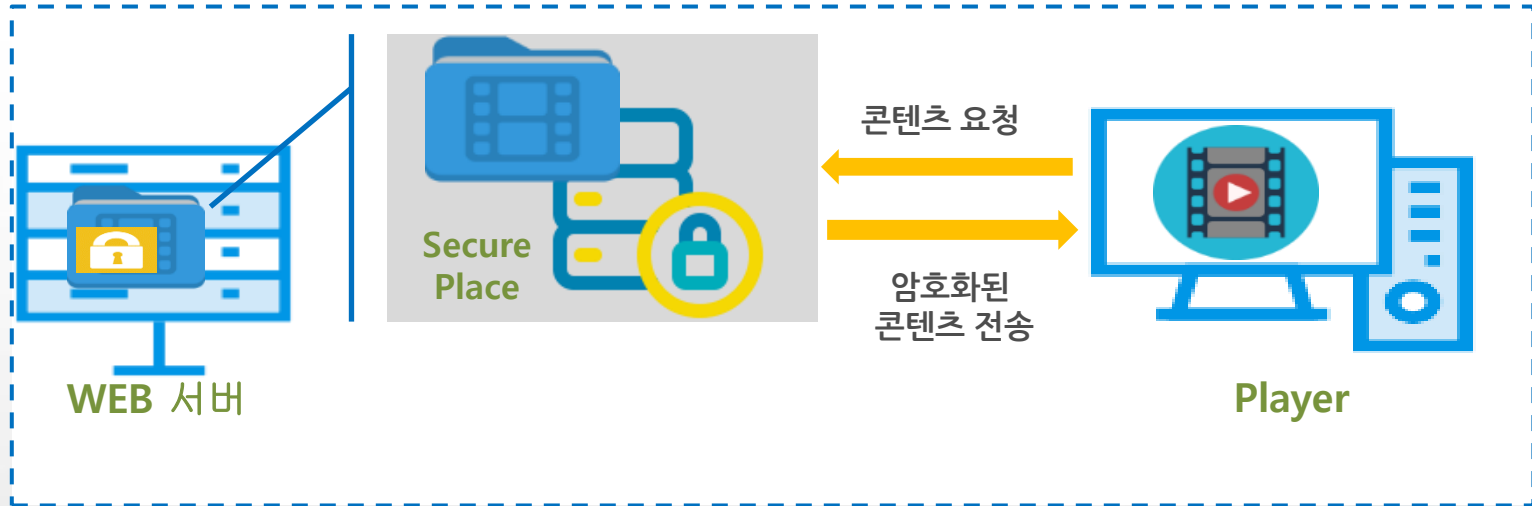 콘텐츠 요청
Secure
Place
암호화된
콘텐츠 전송
WEB 서버
Player